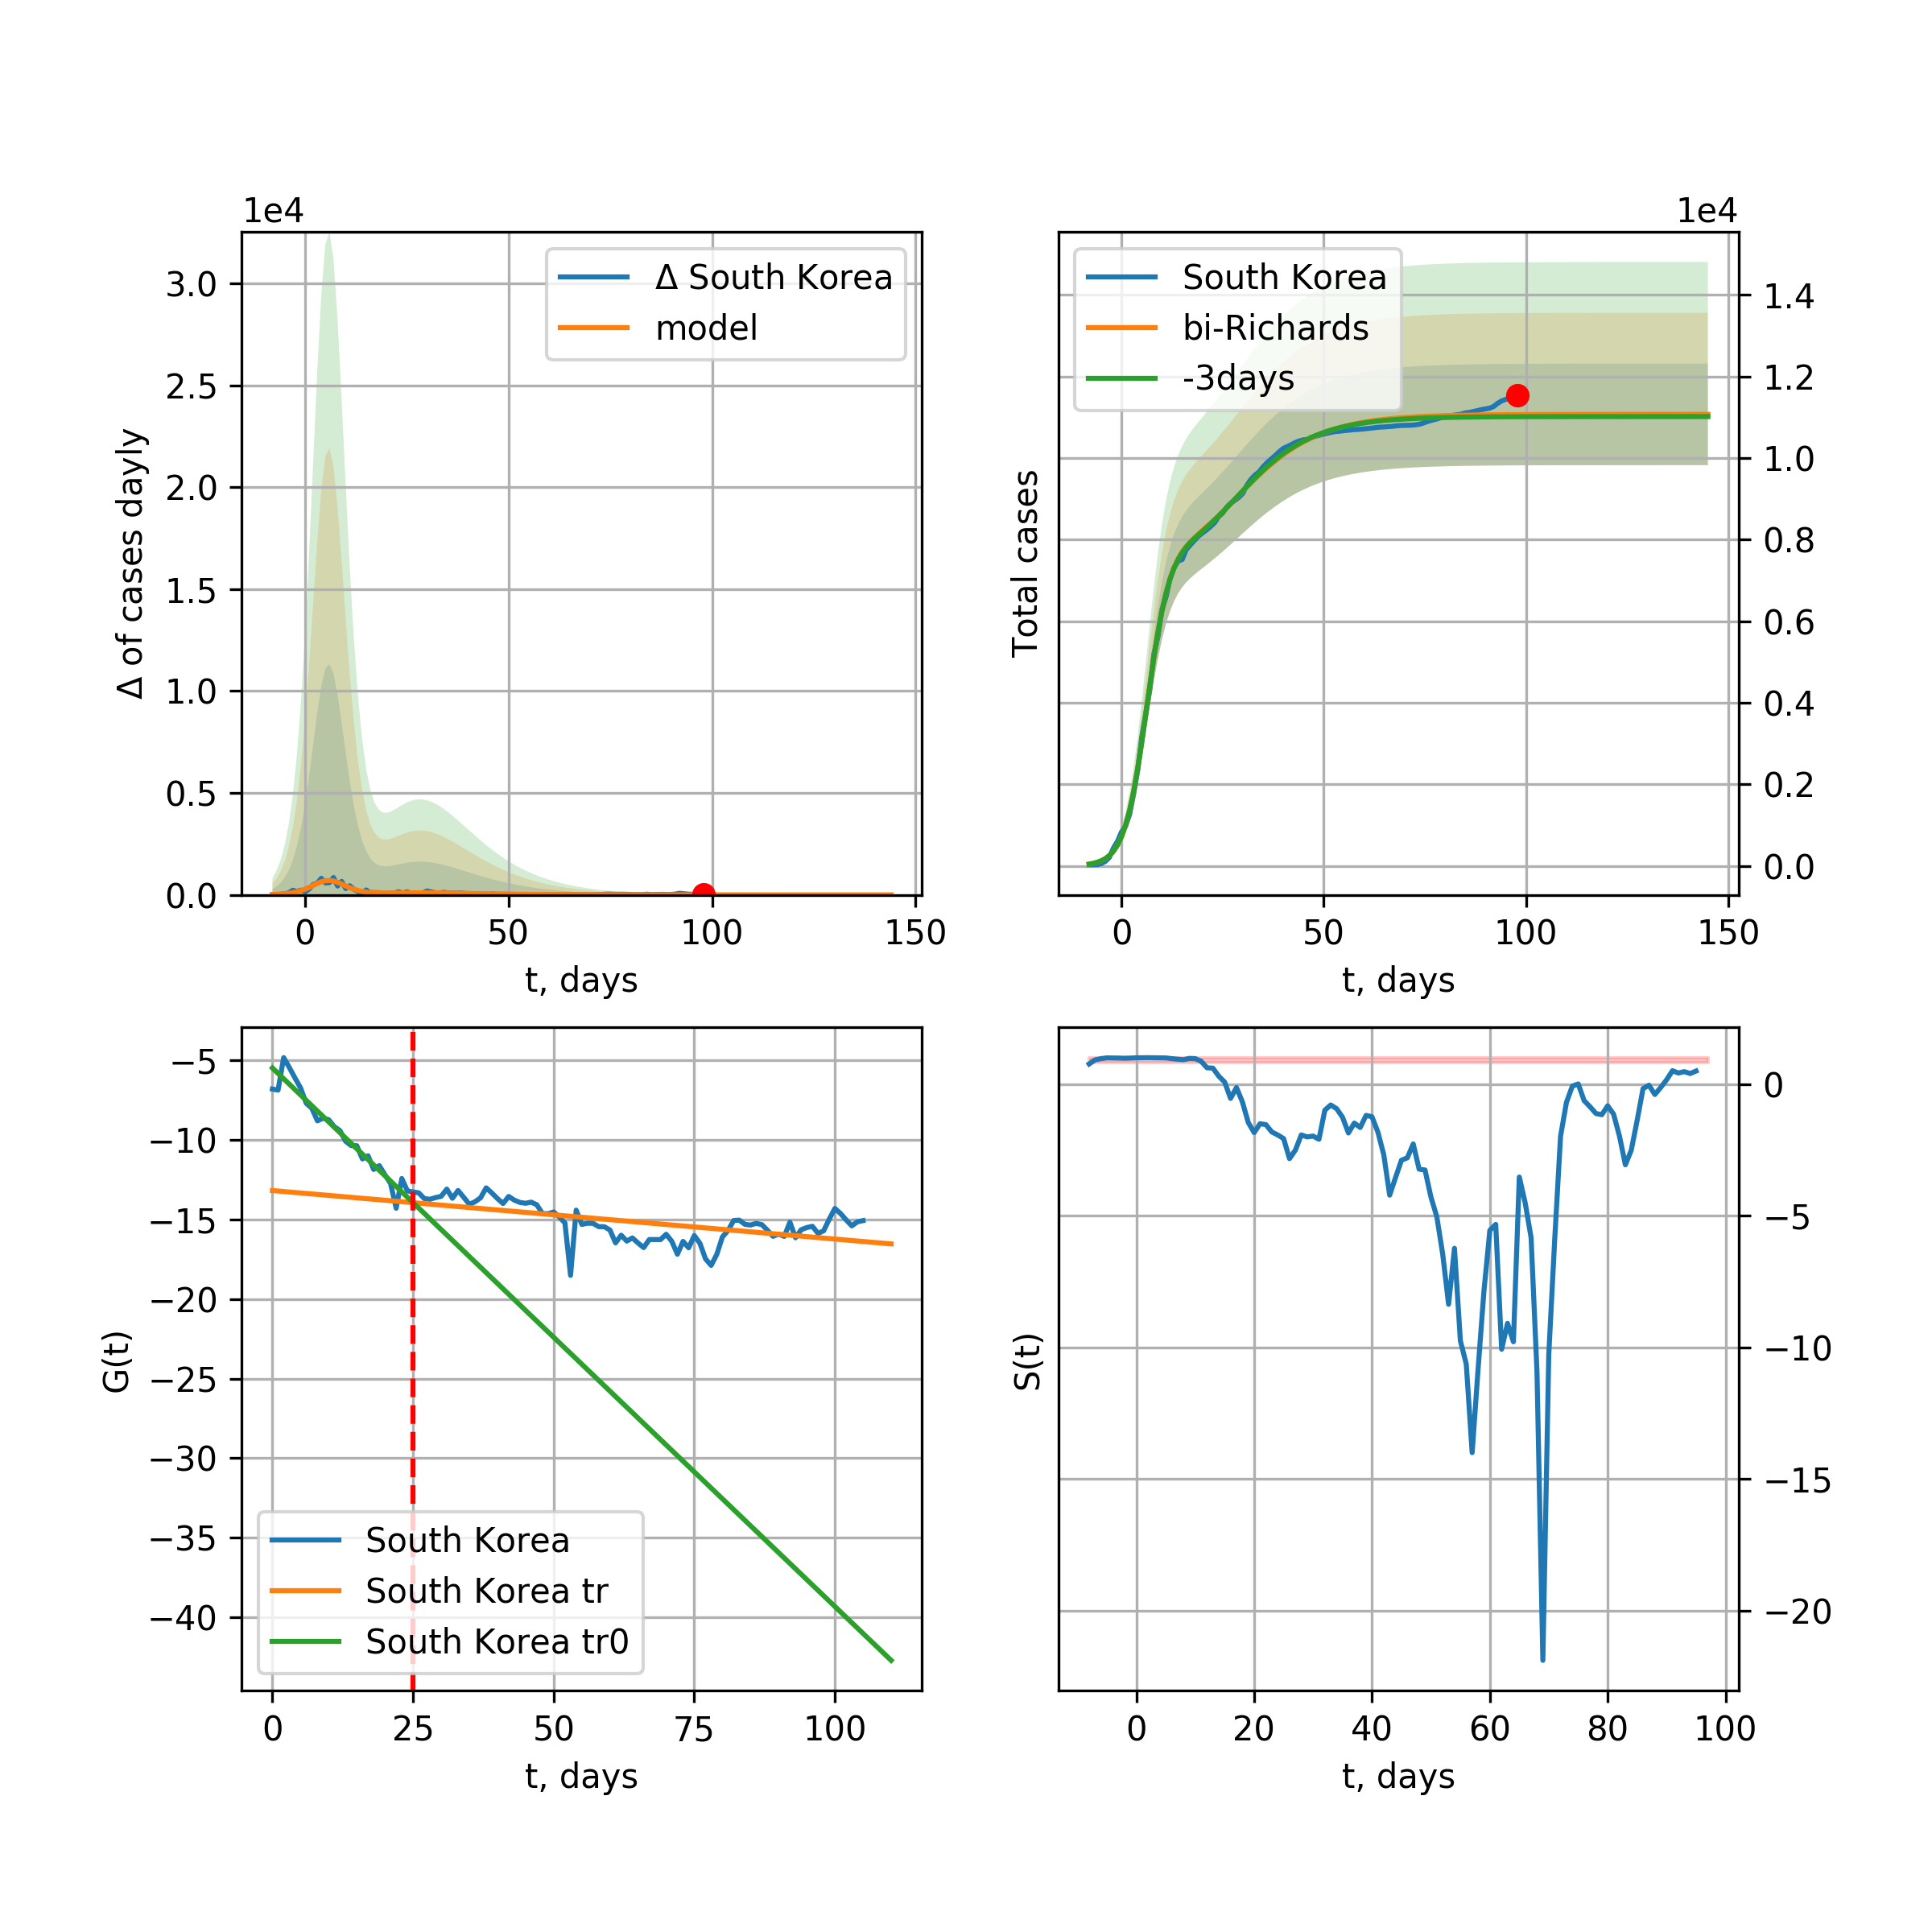 1e4
Δ of cases dayly
3.0
2.5
2.0
1.5
1.0
0.5
0.0
Δ South Korea
model
0 50 100 150
t, days
1e4
Total cases
South Korea
bi-Richards
-3days
1.4
1.2
1.0
0.8
0.6
0.4
0.2
0.0
0 50 100 150
t, days
G(t)
−5
−10
−15
−20
−25
−30
−35
−40
South Korea
South Korea tr
South Korea tr0
0 25 50 75 100
t, days
S(t)
0
−5
−10
−15
−20
0 20 40 60 80 100
t, days